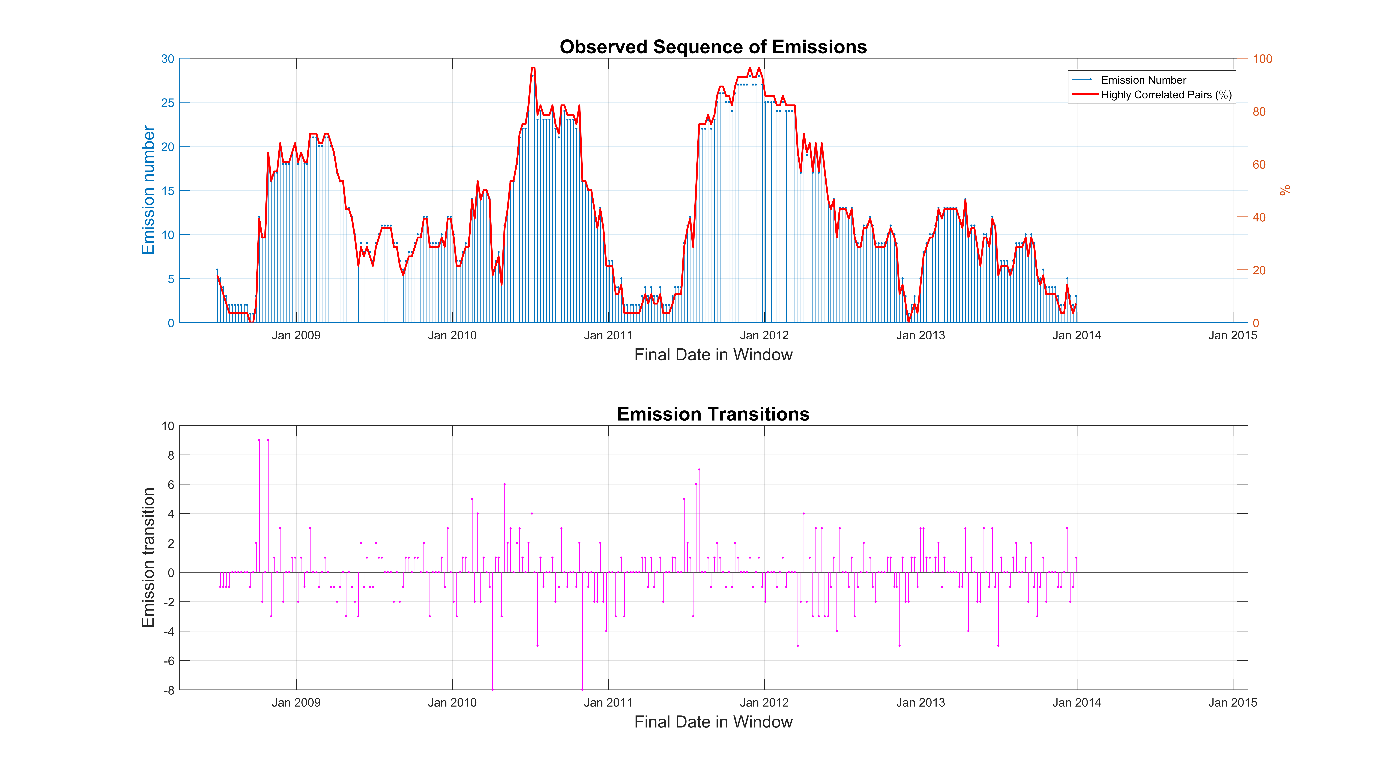 Observed Sequence of Emissions
30
25
20
15
10
5
0
Emission number
100
80
60
40
20
0
%
Emission Number
Highly Correlated Pairs (%)
Jan 2009 Jan 2010 Jan 2011 Jan 2012 Jan 2013 Jan 2014 Jan 2015
Final Date in Window
Emission Transitions
10
8
6
4
2
0
-2
-4
-6
-8
Emission transition
Jan 2009 Jan 2010 Jan 2011 Jan 2012 Jan 2013 Jan 2014 Jan 2015
Final Date in Window